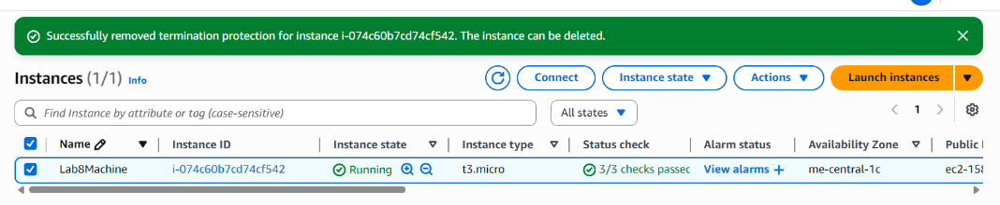 Successfully removed termination protection for instance i-074c60b7cd74cf542. The instance can be deleted.
Instances (1/1) Info Connect Instance state Actions Launch instances
Find Instance by attribute or tag (case-sensitive) All states 1
Name Instance ID Instance state Instance type Status check Alarm status Availability Zone Public
Lab8Machine i-074c60b7cd74cf542 Running t3.micro 3/3 checks passec View alarms + me-central-1c ec2-15